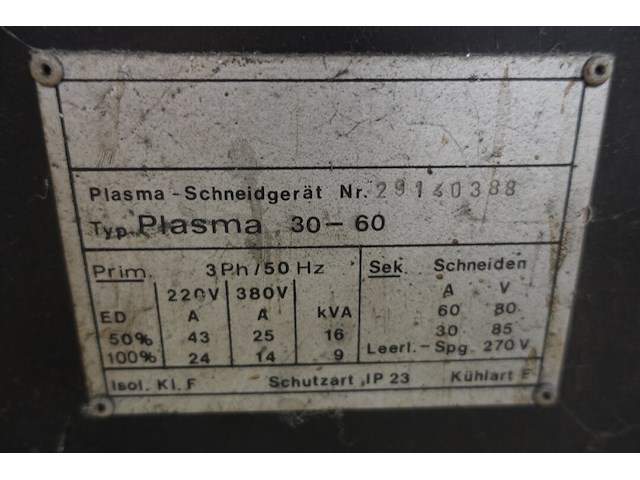 Plasma-Schneidgerät Nr. 29140388
Typ Plasma 30-60
Prim. 3Ph/50 Hz Sek. Schneiden
220V 380V A V
ED A A kVA 60 80
50% 43 25 16 30 85
100% 24 14 9 Leerl.-Spg. 270 V
Isol. Kl. F Schutzart IP 23 Kühlart F